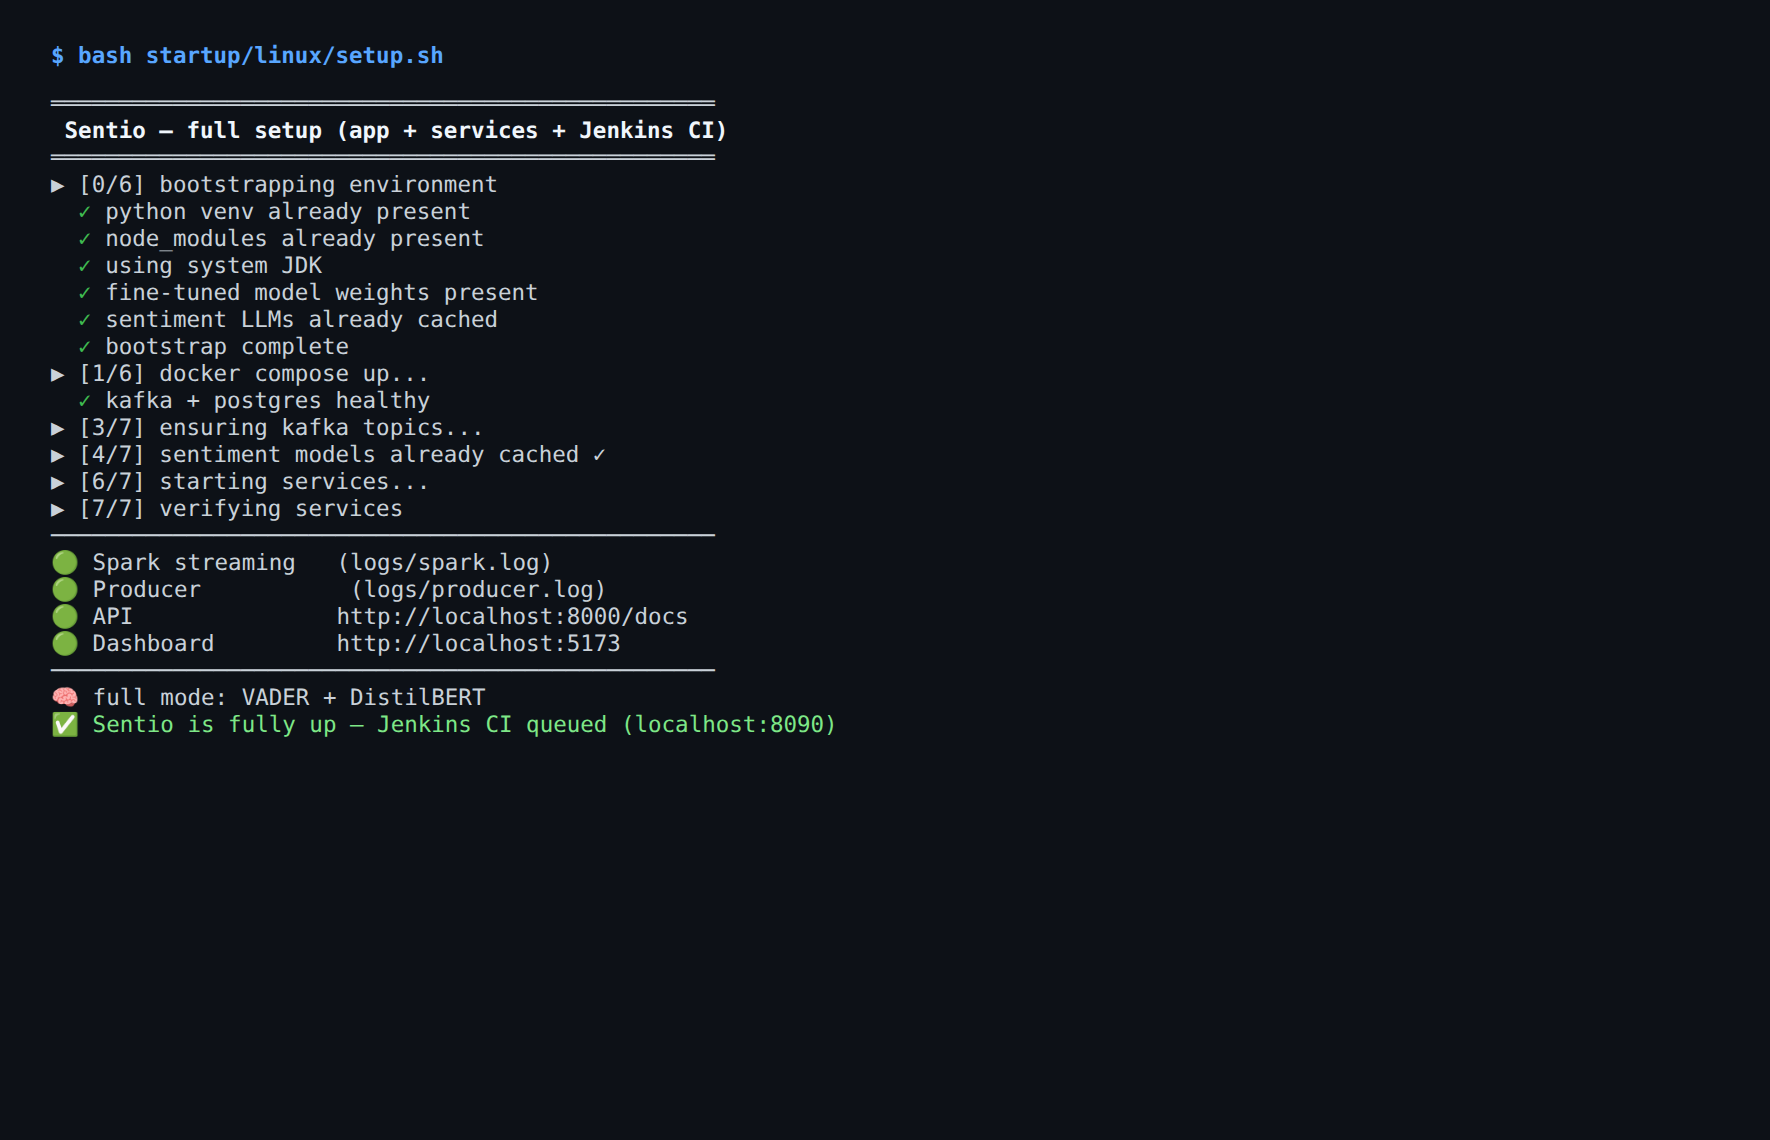 $ bash startup/linux/setup.sh
═════════════════════════════════════════════════
 Sentio — full setup (app + services + Jenkins CI)
═════════════════════════════════════════════════
▶ [0/6] bootstrapping environment
  ✓ python venv already present
  ✓ node_modules already present
  ✓ using system JDK
  ✓ fine-tuned model weights present
  ✓ sentiment LLMs already cached
  ✓ bootstrap complete
▶ [1/6] docker compose up...
  ✓ kafka + postgres healthy
▶ [3/7] ensuring kafka topics...
▶ [4/7] sentiment models already cached ✓
▶ [6/7] starting services...
▶ [7/7] verifying services
─────────────────────────────────────────────────
🟢 Spark streaming   (logs/spark.log)
🟢 Producer           (logs/producer.log)
🟢 API               http://localhost:8000/docs
🟢 Dashboard         http://localhost:5173
─────────────────────────────────────────────────
🧠 full mode: VADER + DistilBERT
✅ Sentio is fully up — Jenkins CI queued (localhost:8090)